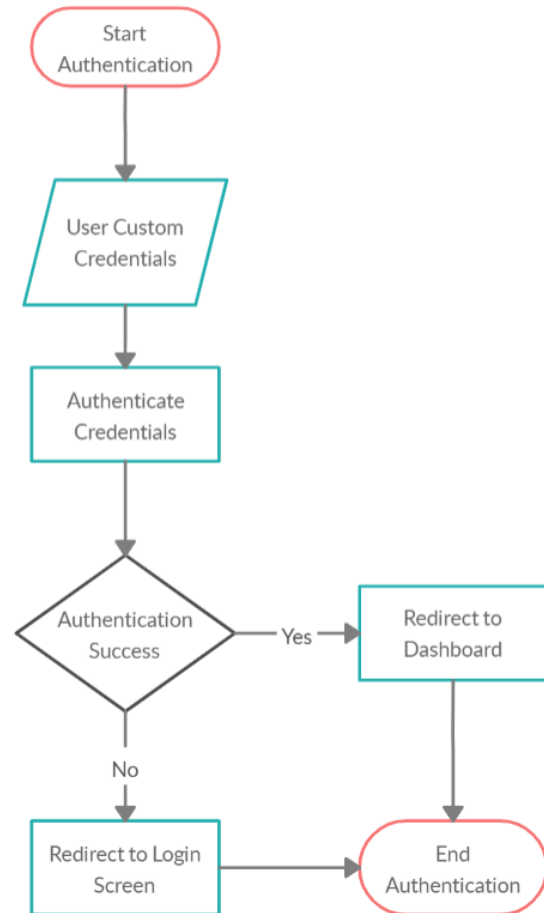 Start
Authentication
User Custom
Credentials
Authenticate
Credentials
Authentication
Success
Yes
Redirect to
Dashboard
No
Redirect to Login
Screen
End
Authentication